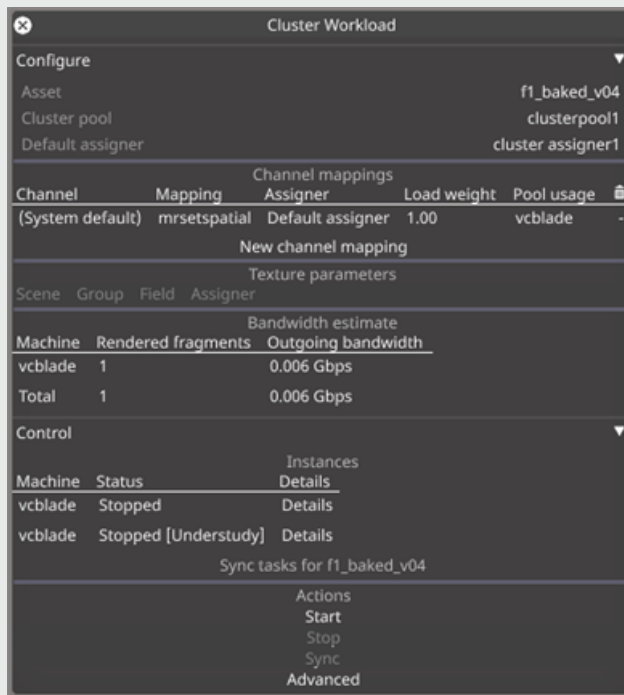 Cluster Workload
Configure
Asset f1_baked_v04
Cluster pool clusterpool1
Default assigner cluster assigner1
Channel mappings
Channel Mapping Assigner Load weight Pool usage
(System default) mrsetspatial Default assigner 1.00 vcblade -
New channel mapping
Texture parameters
Scene Group Field Assigner
Bandwidth estimate
Machine Rendered fragments Outgoing bandwidth
vcblade 1 0.006 Gbps
Total 1 0.006 Gbps
Control
Instances
Machine Status Details
vcblade Stopped Details
vcblade Stopped [Understudy] Details
Sync tasks for f1_baked_v04
Actions
Start
Stop
Sync
Advanced